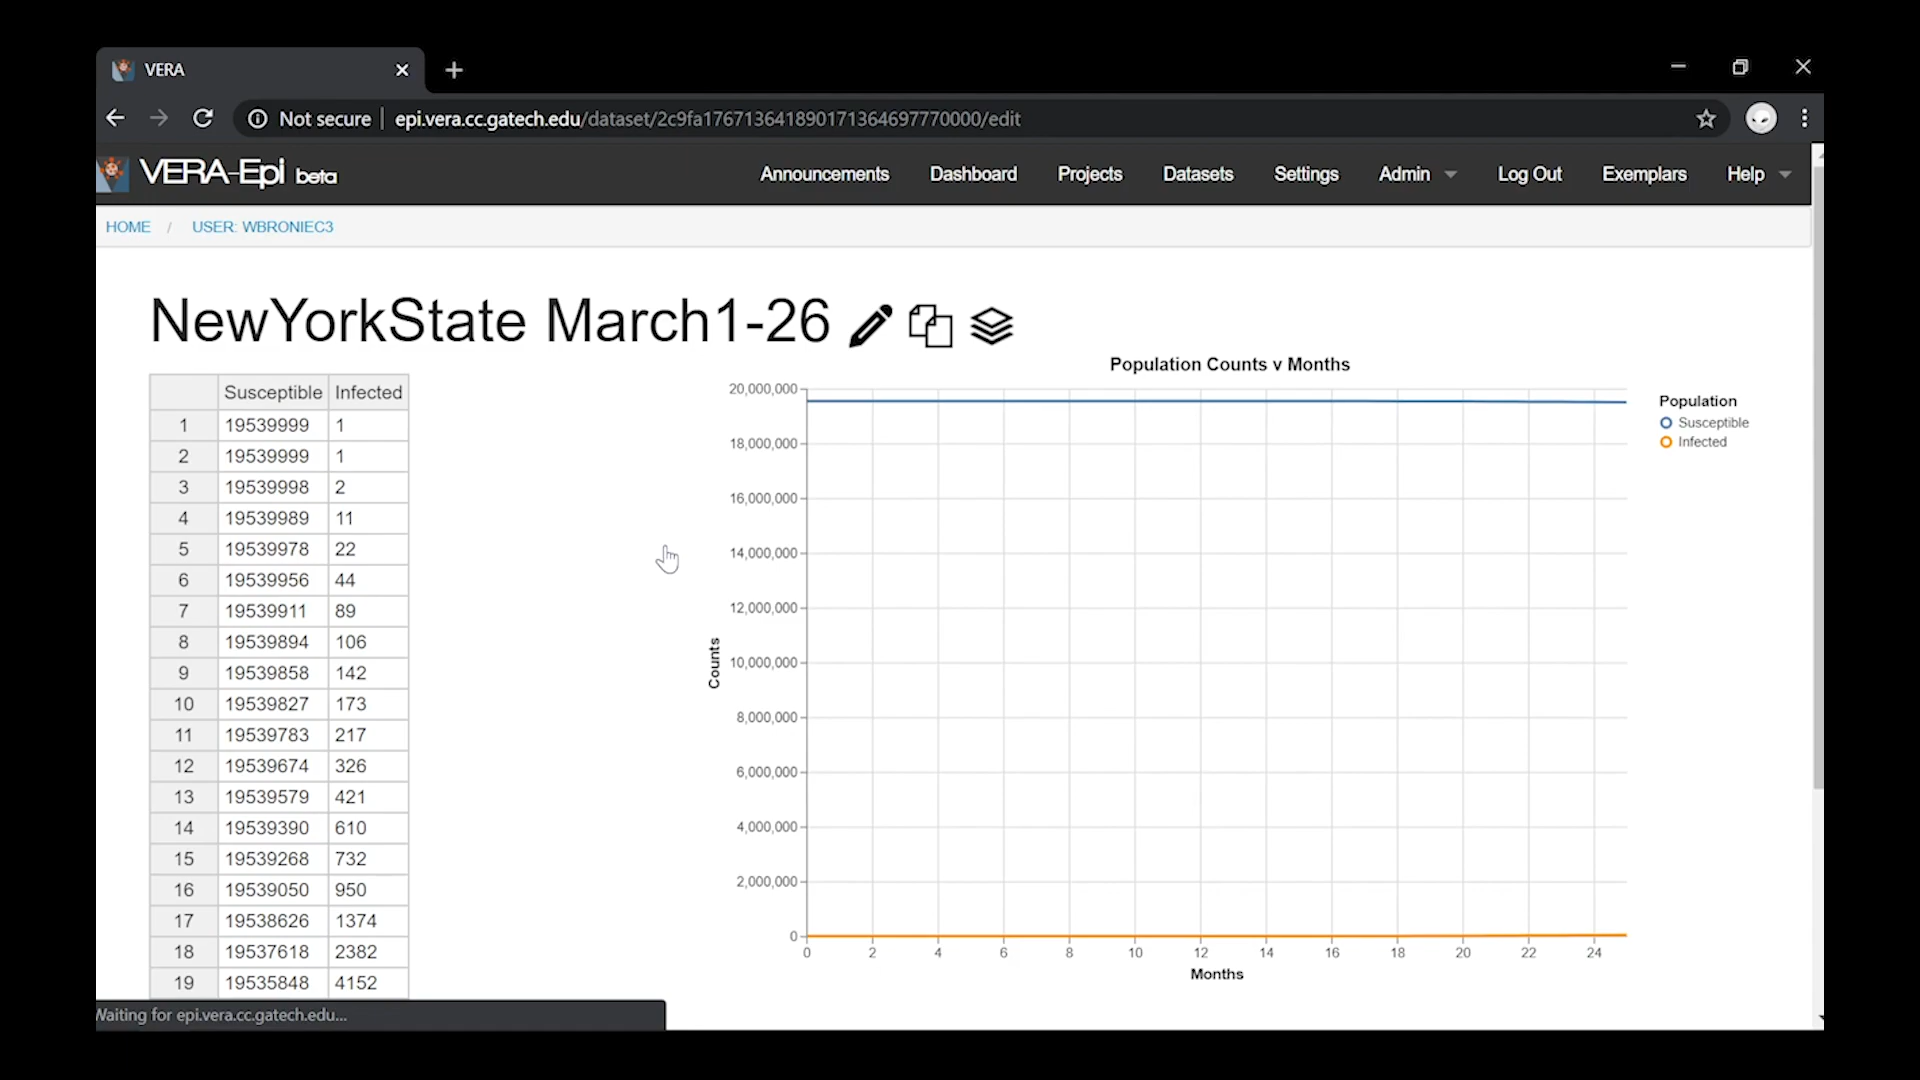 VERA
Not secure
epi.vera.cc.gatech.edu/dataset/2c9fa176713641890171364697770000/edit
VERA-Epi beta
Announcements
Dashboard
Projects
Datasets
Settings
Admin
Log Out
Exemplars
Help
HOME / USER: WBRONIEC3
NewYorkState March1-26
Susceptible Infected
1 19539999 1
2 19539999 1
3 19539998 2
4 19539989 11
5 19539978 22
6 19539956 44
7 19539911 89
8 19539894 106
9 19539858 142
10 19539827 173
11 19539783 217
12 19539674 326
13 19539579 421
14 19539390 610
15 19539268 732
16 19539050 950
17 19538626 1374
18 19537618 2382
19 19535848 4152
Population Counts v Months
20,000,000
18,000,000
16,000,000
14,000,000
12,000,000
10,000,000
8,000,000
6,000,000
4,000,000
2,000,000
0
Counts
0 2 4 6 8 10 12 14 16 18 20 22 24
Months
Population
Susceptible
Infected
Waiting for epi.vera.cc.gatech.edu...